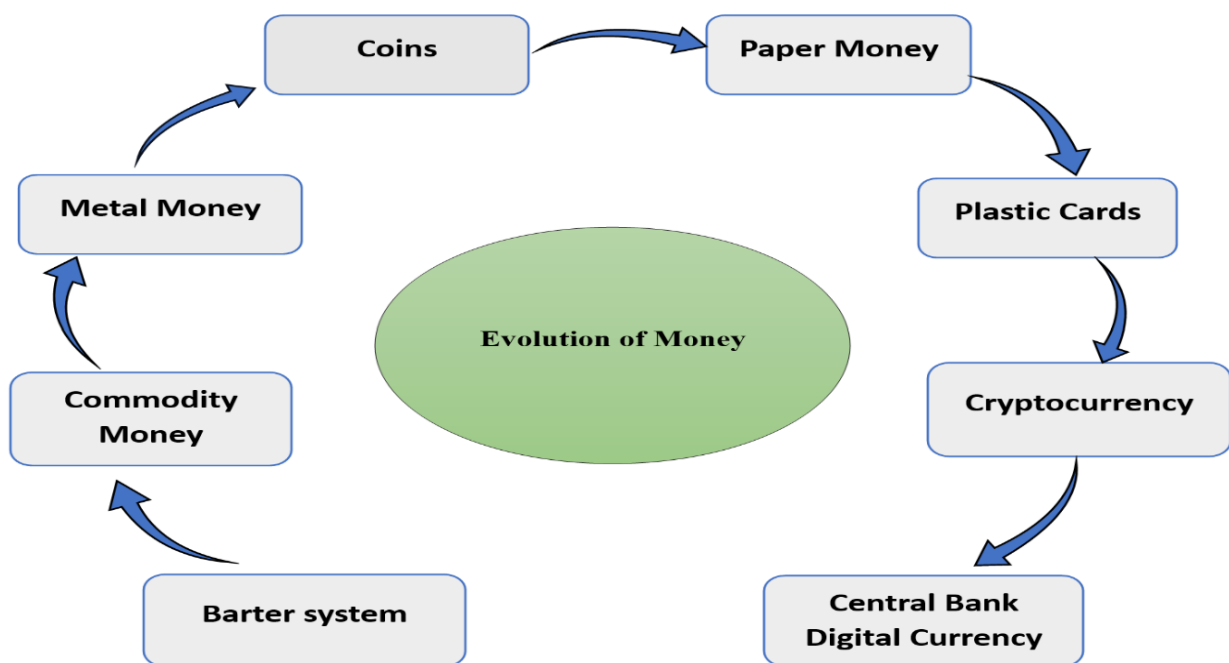 Coins
Paper Money
Metal Money
Plastic Cards
Evolution of Money
Commodity
Money
Cryptocurrency
Barter system
Central Bank
Digital Currency